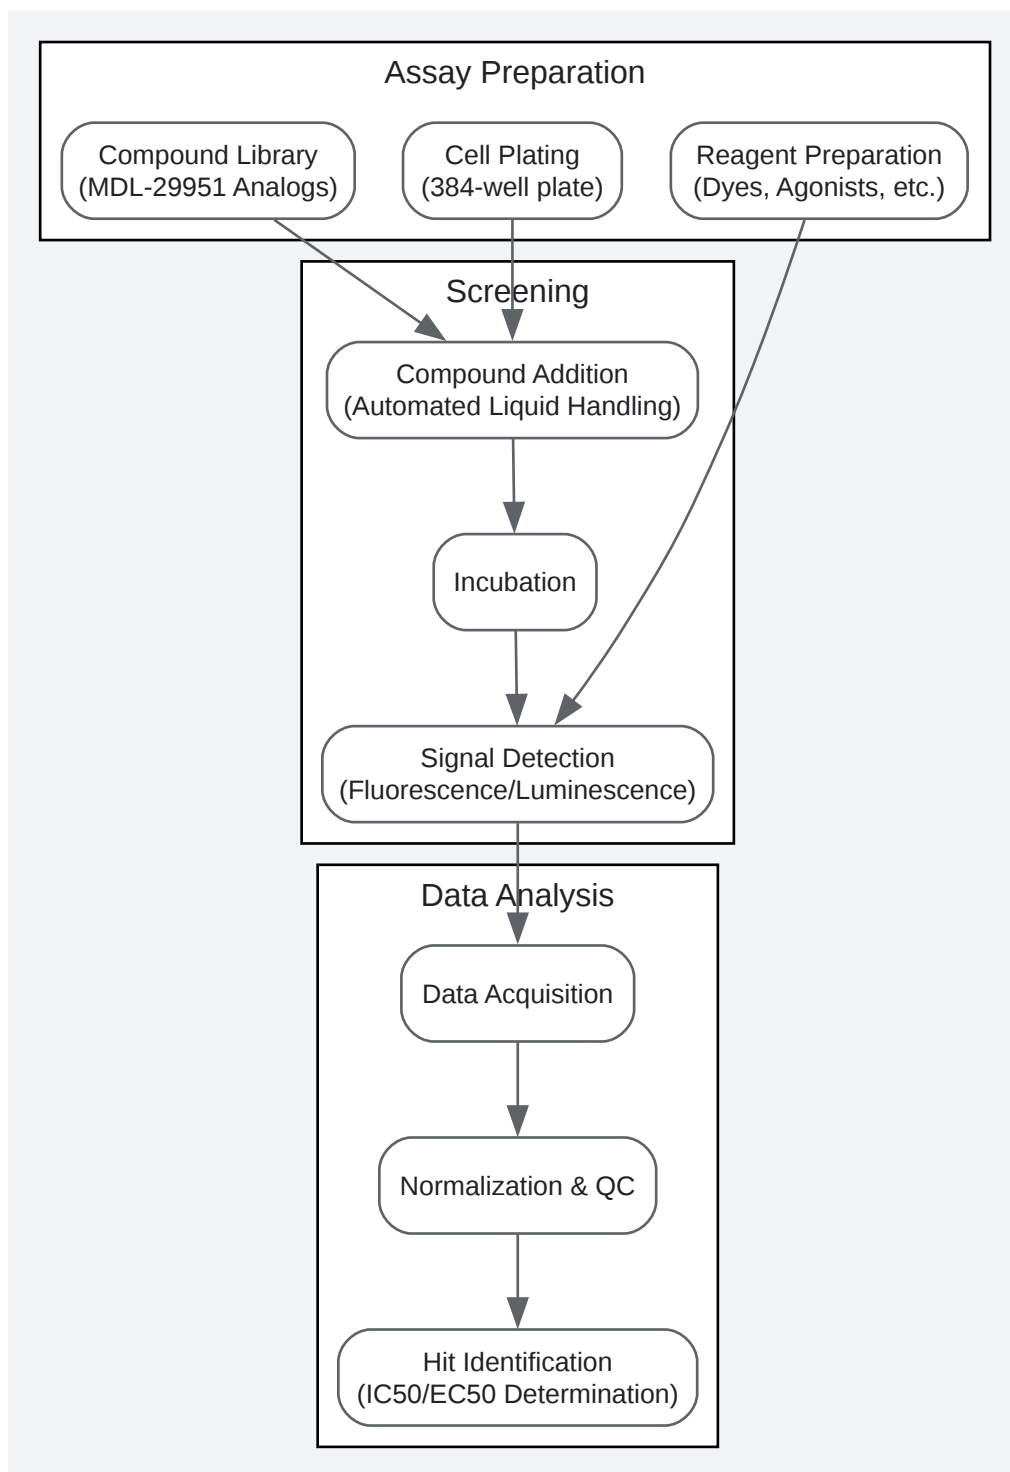 Assay Preparation
Compound Library
(MDL-29951 Analogs)
Cell Plating
(384-well plate)
Reagent Preparation
(Dyes, Agonists, etc.)
Screening
Compound Addition
(Automated Liquid Handling)
Incubation
Signal Detection
(Fluorescence/Luminescence)
Data Analysis
Data Acquisition
Normalization & QC
Hit Identification
(IC50/EC50 Determination)